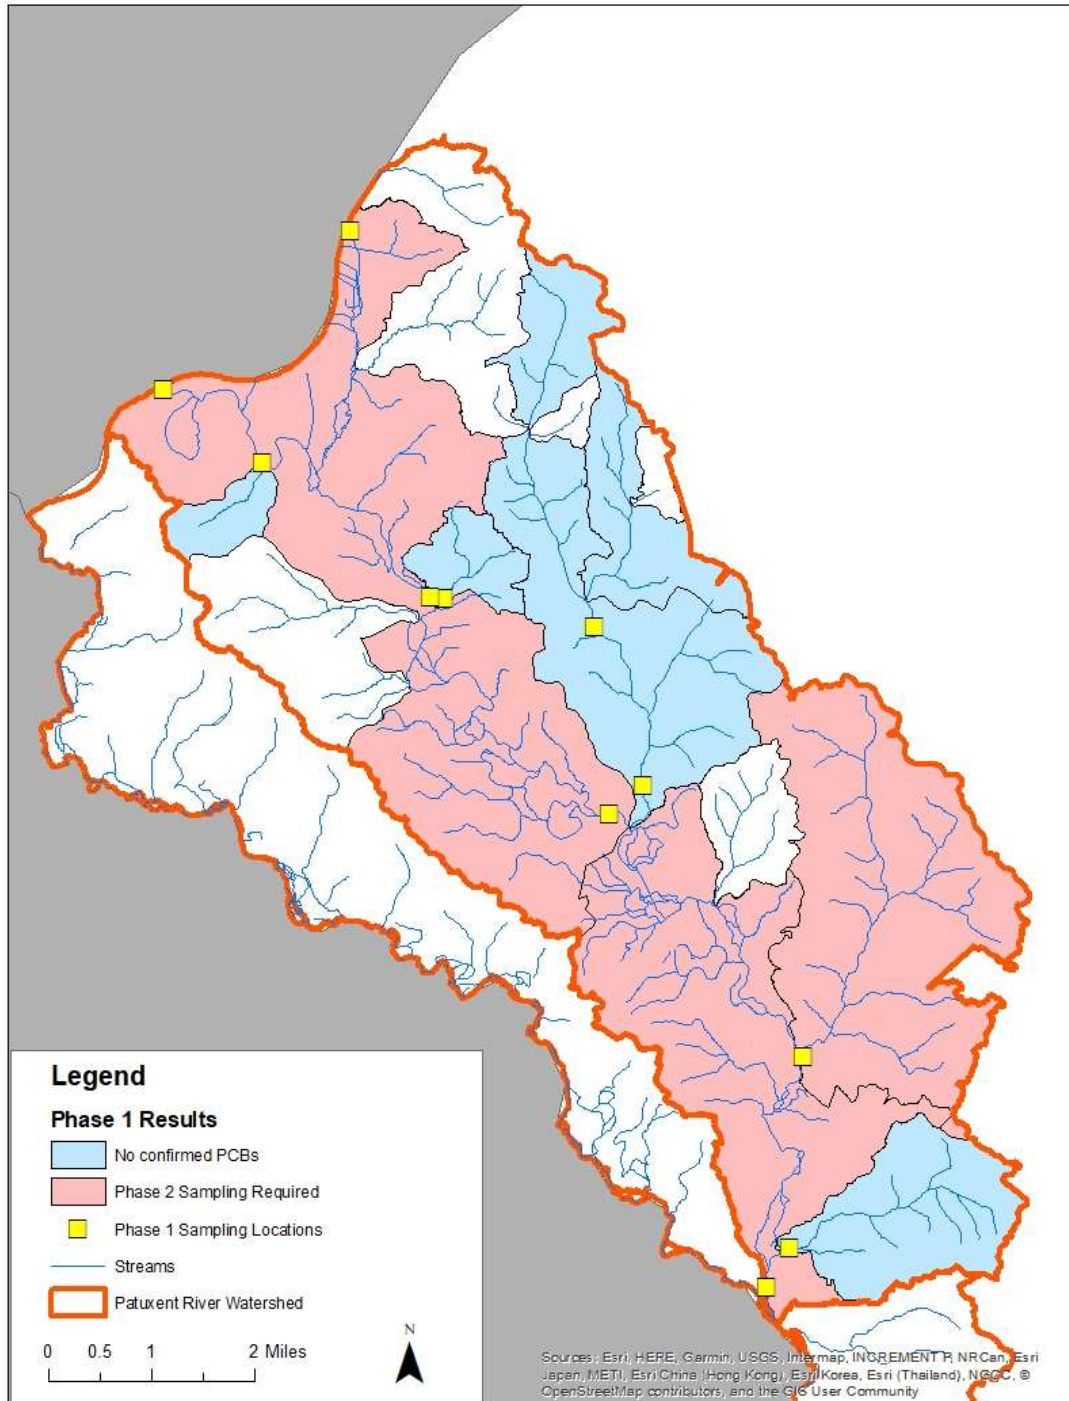 N
Legend
Phase 1 Results
No confirmed PCBs
Phase 2 Sampling Required
Phase 1 Sampling Locations
Streams
Patuxent River Watershed
0 0.5 1 2 Miles
Sources: Esri, HERE, Garmin, USGS, Intermap, INCREMENT P, NRCan, Esri
Japan, METI, Esri China (Hong Kong), Esri Korea, Esri (Thailand), NGCC, ©
OpenStreetMap contributors, and the GIS User Community